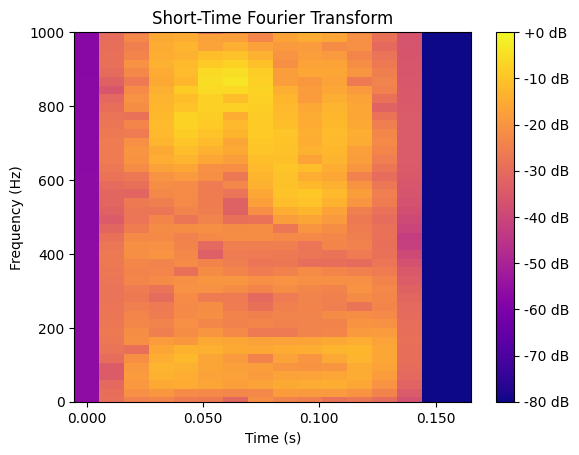 Short-Time Fourier Transform
1000
800
600
400
200
0
Frequency (Hz)
0.000
0.050
0.100
0.150
Time (s)
+0 dB
-10 dB
-20 dB
-30 dB
-40 dB
-50 dB
-60 dB
-70 dB
-80 dB